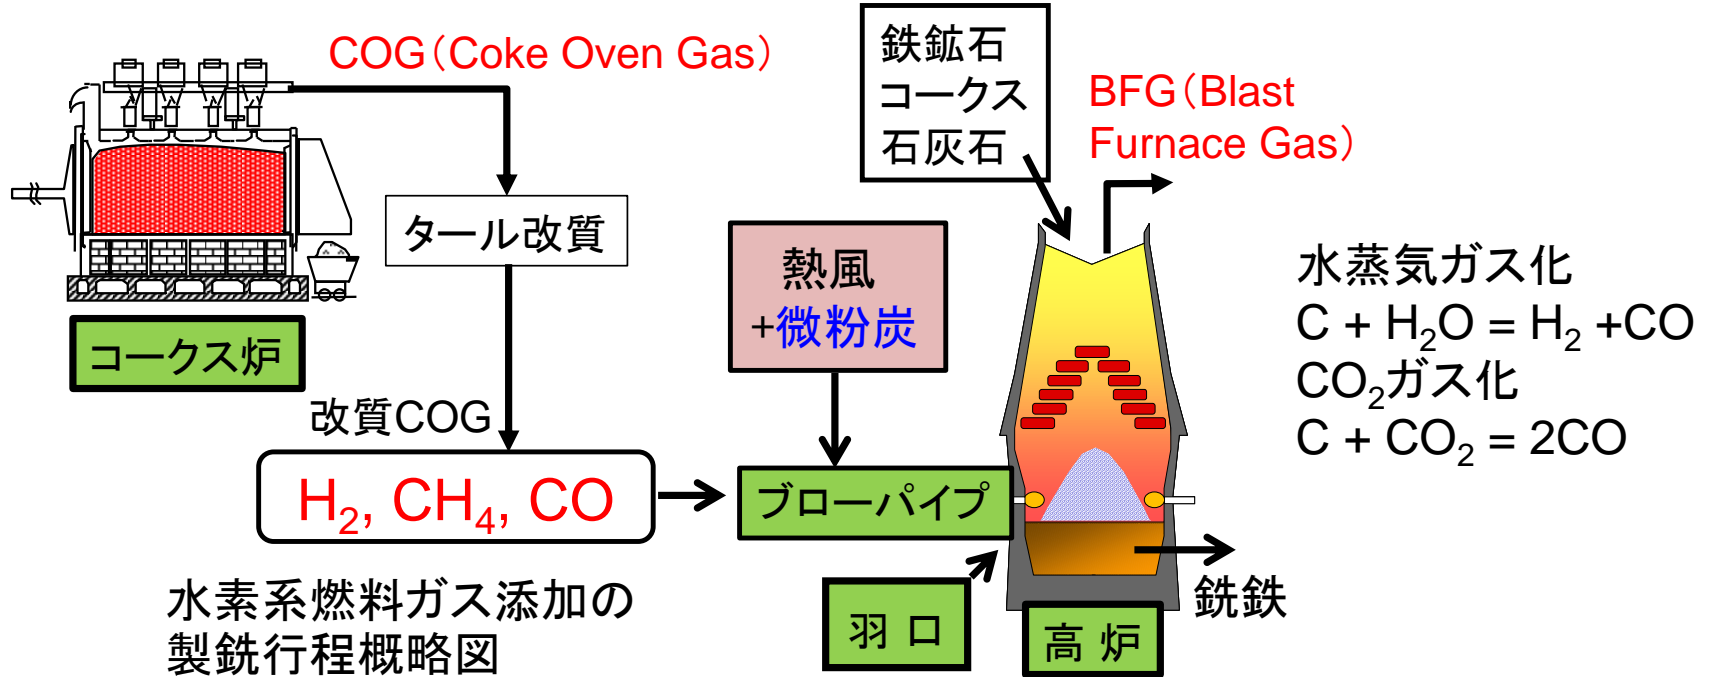 COG（Coke Oven Gas）
鉄鉱石
コークス
石灰石
BFG（Blast
Furnace Gas）
タール改質
熱風
+微粉炭
水蒸気ガス化
C + H₂O = H₂ +CO
CO₂ガス化
C + CO₂ = 2CO
コークス炉
改質COG
H₂, CH₄, CO
ブローパイプ
銑鉄
水素系燃料ガス添加の
製銑行程概略図
羽 口
高 炉